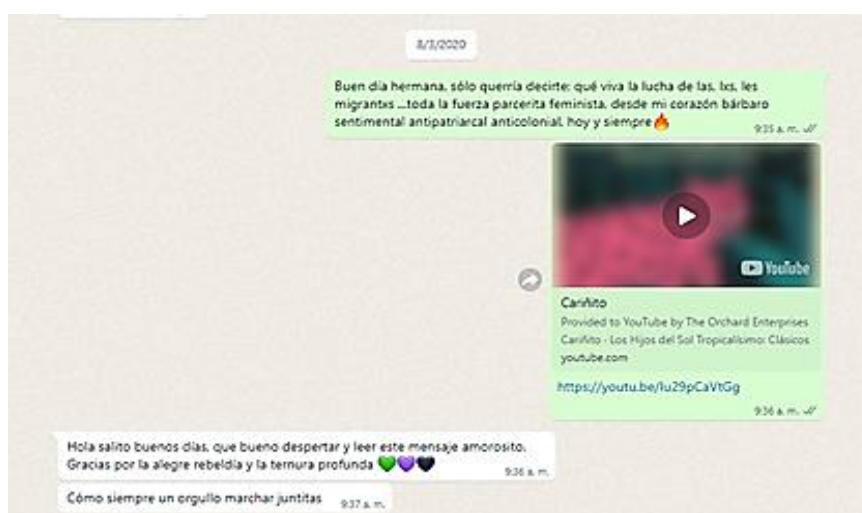 8/3/2020
Buen día hermana, sólo quería decirte: qué viva la lucha de las, lxs, les
migrantxs ...toda la fuerza parcerita feminista, desde mi corazón bárbaro
sentimental antipatriarcal anticolonial, hoy y siempre🔥
9:35 a. m.
YouTube
Cariñito
Provided to YouTube by The Orchard Enterprises
Cariñito · Los Hijos del Sol Tropicalísimo: Clásicos
youtube.com
https://youtu.be/lu29pCaVtGg
9:36 a. m.
Hola salito buenos días, que bueno despertar y leer este mensaje amorosito.
Gracias por la alegre rebeldía y la ternura profunda 💚💜🖤
9:36 a. m.
Cómo siempre un orgullo marchar juntitas
9:37 a. m.